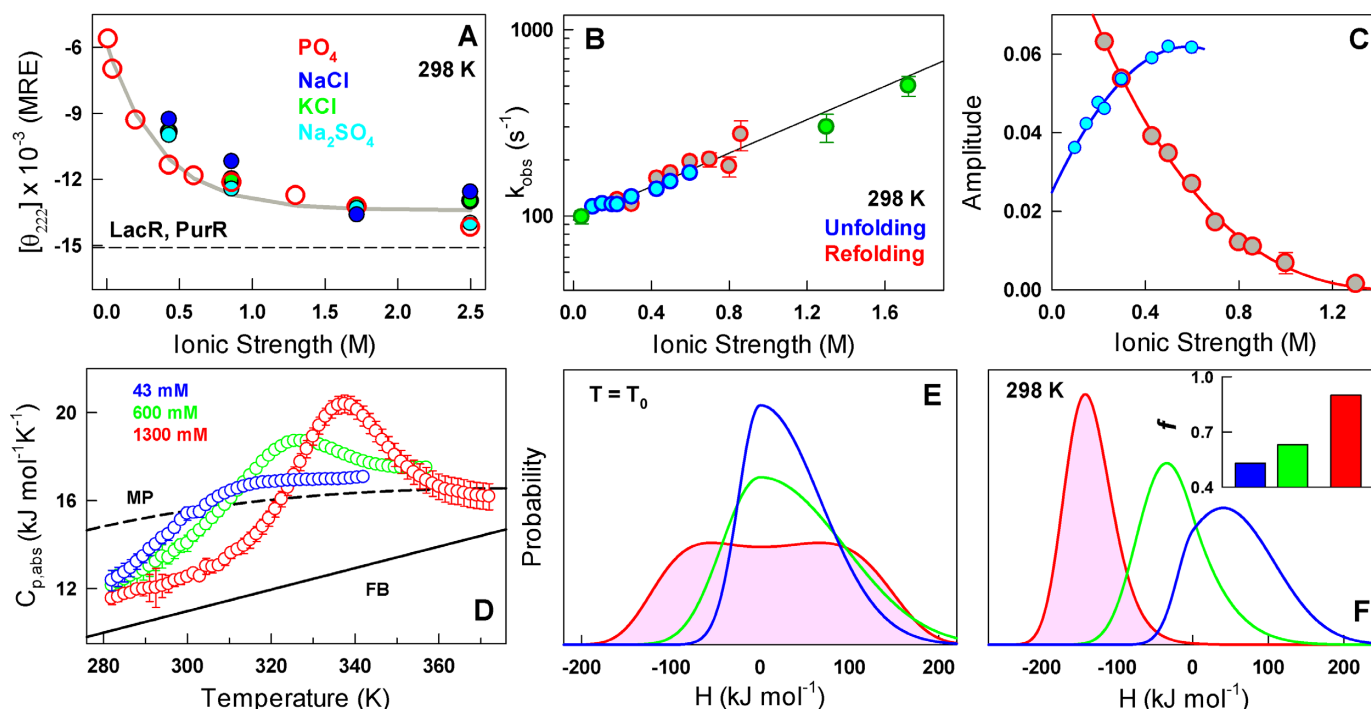 A
PO4
NaCl
KCl
Na2SO4
298 K
LacR, PurR
[θ222] x 10-3 (MRE)
-6
-9
-12
-15
0.0 0.5 1.0 1.5 2.0 2.5
Ionic Strength (M)
B
kobs (s-1)
1000
100
298 K
Unfolding
Refolding
0.0 0.4 0.8 1.2 1.6
Ionic Strength (M)
C
Amplitude
0.06
0.04
0.02
0.00
0.0 0.4 0.8 1.2
Ionic Strength (M)
D
43 mM
600 mM
1300 mM
MP
FB
Cp,abs (kJ mol-1 K-1)
20
16
12
280 300 320 340 360
Temperature (K)
E
T = T0
Probability
-200 -100 0 100 200
H (kJ mol-1)
F
298 K
f
1.0
0.7
0.4
-200 -100 0 100 200
H (kJ mol-1)